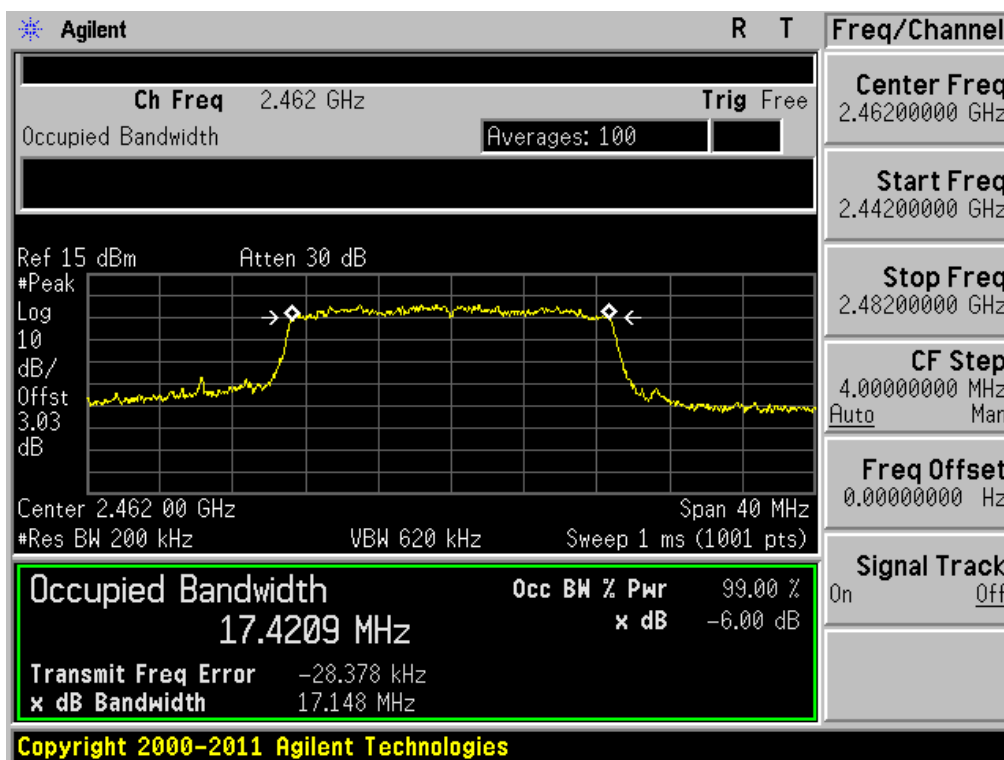 Agilent R T Freq/Channel
Ch Freq 2.462 GHz Trig Free
Occupied Bandwidth Averages: 100
Ref 15 dBm Atten 30 dB
#Peak
Log
10
dB/
Offst
3.03
dB
Center 2.462 00 GHz Span 40 MHz
#Res BW 200 kHz VBW 620 kHz Sweep 1 ms (1001 pts)
Occupied Bandwidth Occ BW % Pwr 99.00 %
17.4209 MHz x dB -6.00 dB
Transmit Freq Error -28.378 kHz
x dB Bandwidth 17.148 MHz
Copyright 2000-2011 Agilent Technologies
Center Freq
2.46200000 GHz
Start Freq
2.44200000 GHz
Stop Freq
2.48200000 GHz
CF Step
4.00000000 MHz
Auto Man
Freq Offset
0.00000000 Hz
Signal Track
On Off